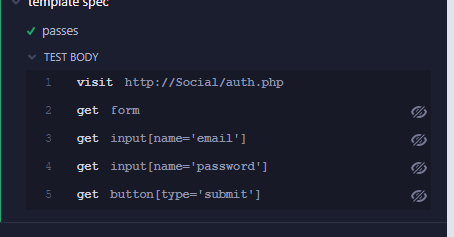 template spec
passes
TEST BODY
1 visit http://Social/auth.php
2 get form
3 get input[name='email']
4 get input[name='password']
5 get button[type='submit']